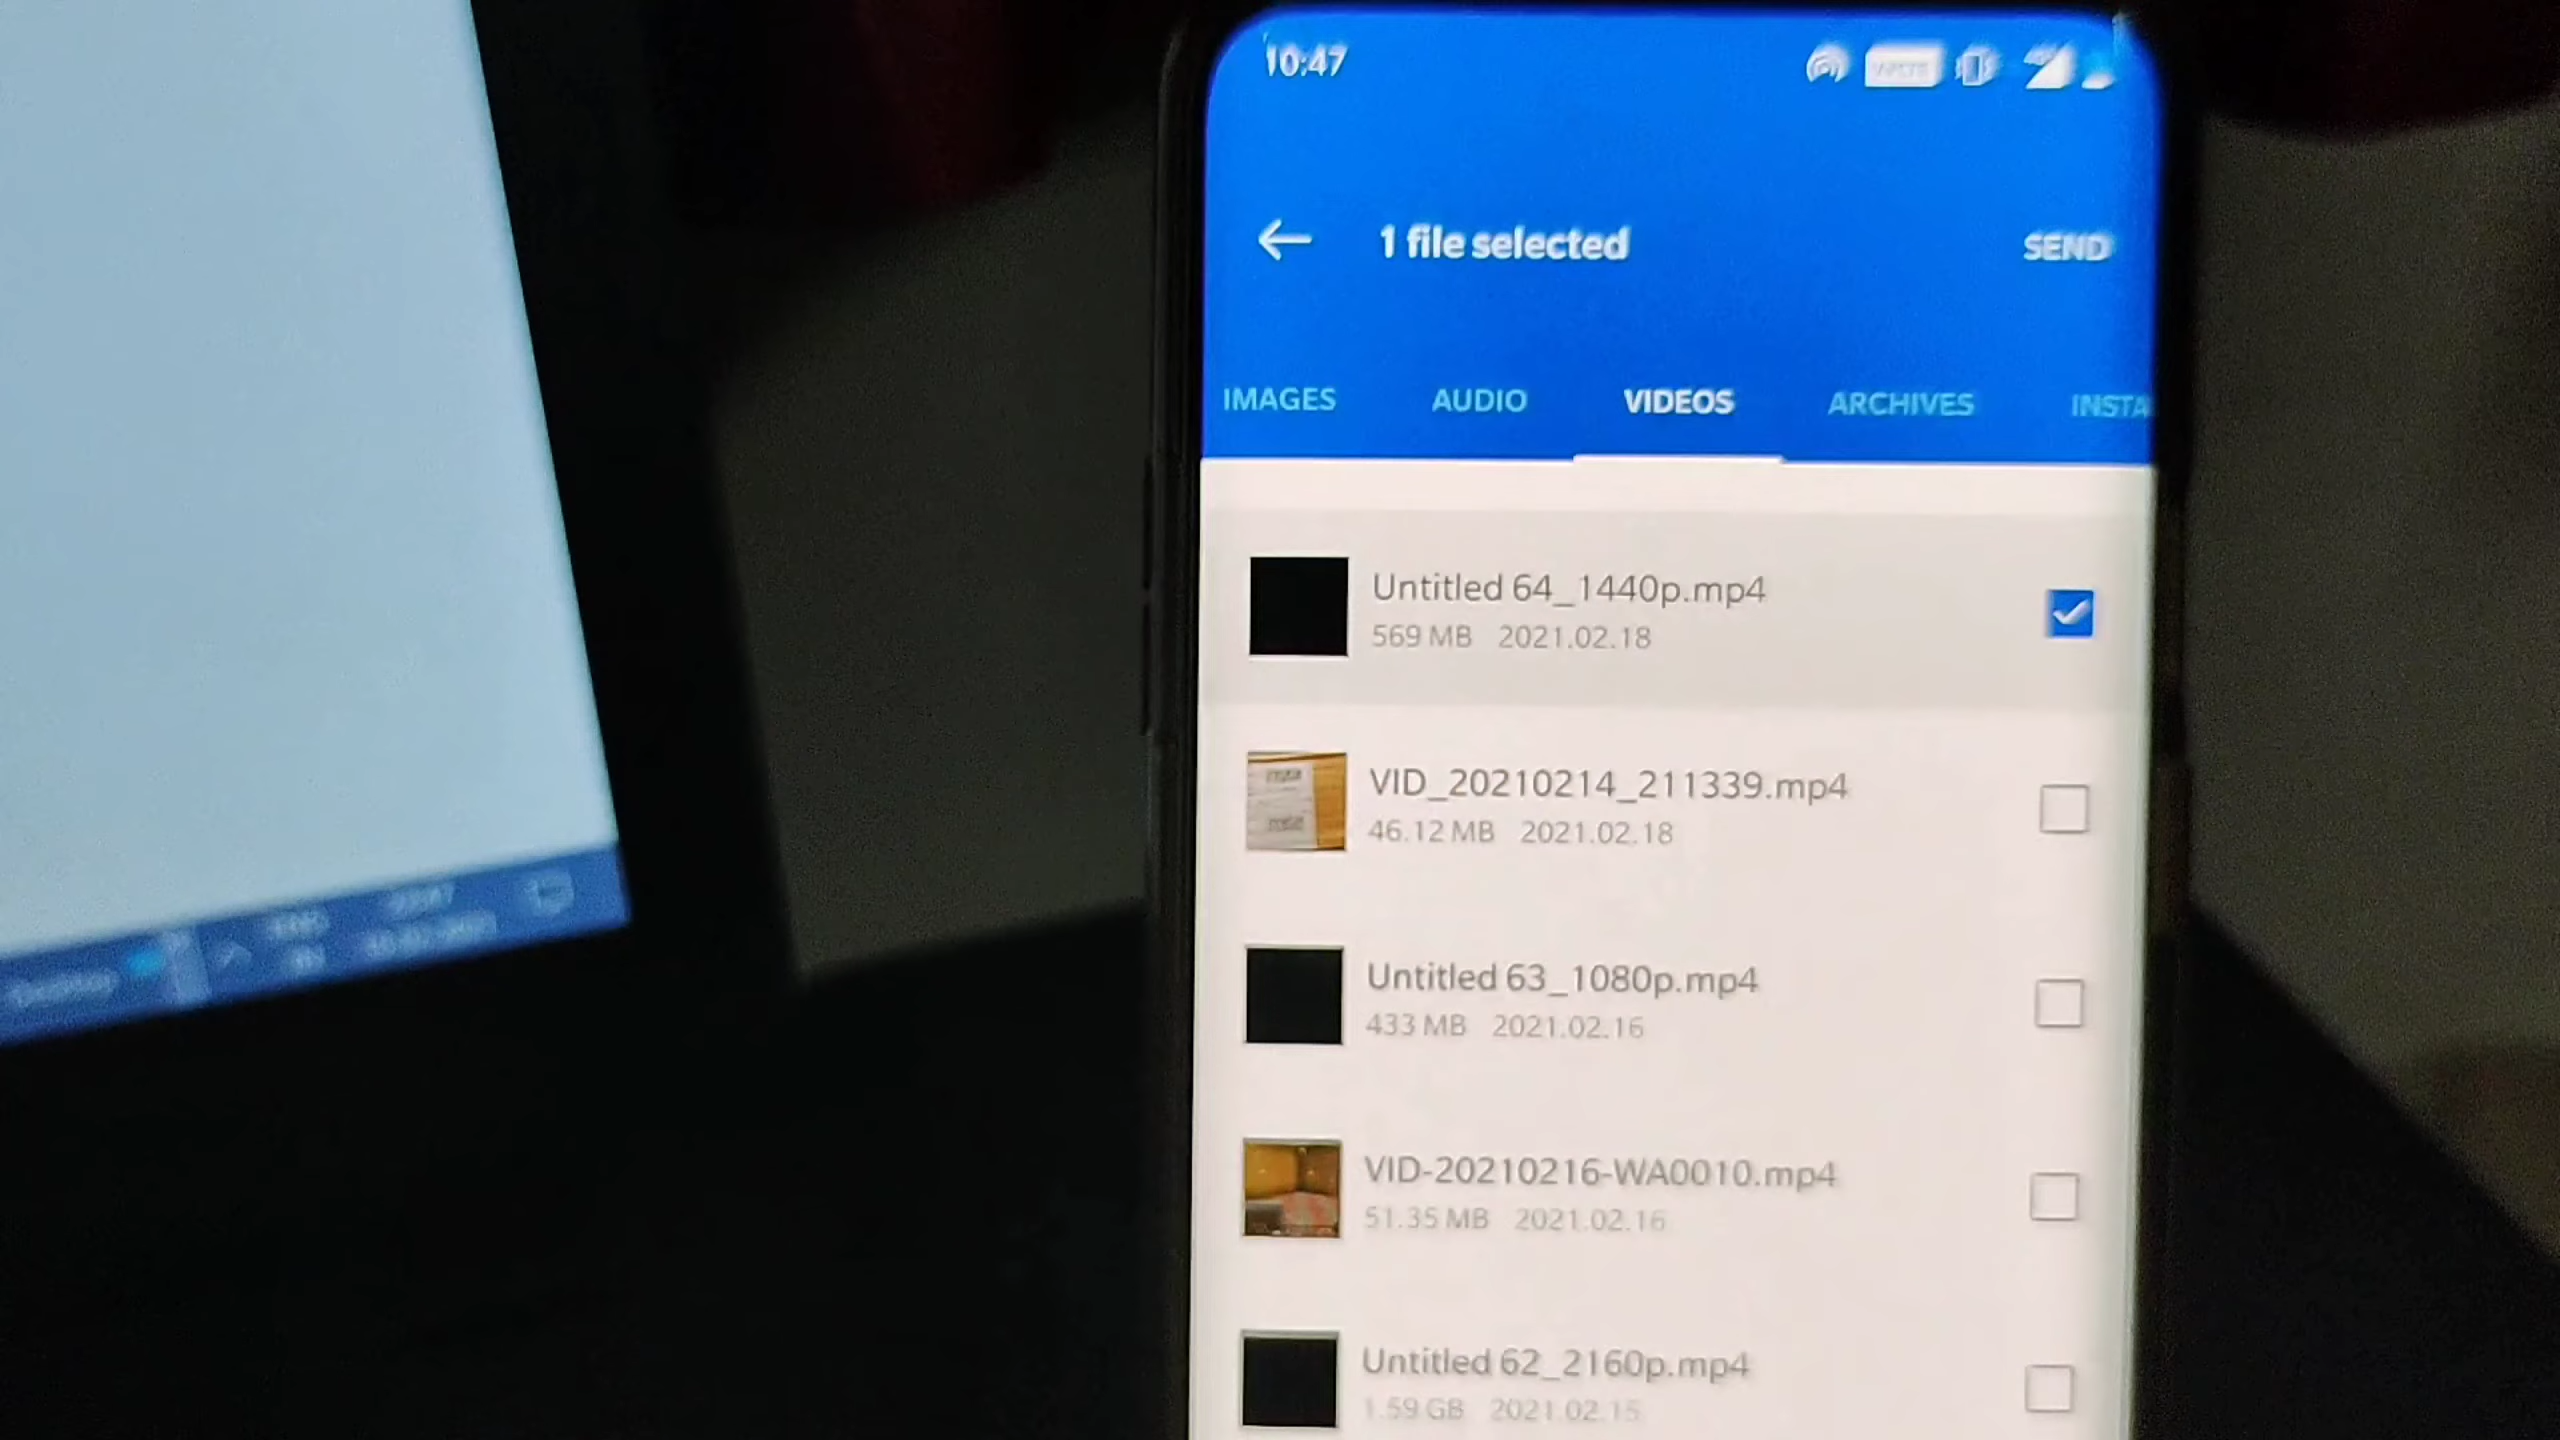 10:47
1 file selected
SEND
IMAGES AUDIO VIDEOS ARCHIVES INSTA
Untitled 64_1440p.mp4
569 MB 2021.02.18
VID_20210214_211339.mp4
46.12 MB 2021.02.18
Untitled 63_1080p.mp4
433 MB 2021.02.16
VID-20210216-WA0010.mp4
51.35 MB 2021.02.16
Untitled 62_2160p.mp4
1.59 GB 2021.02.15